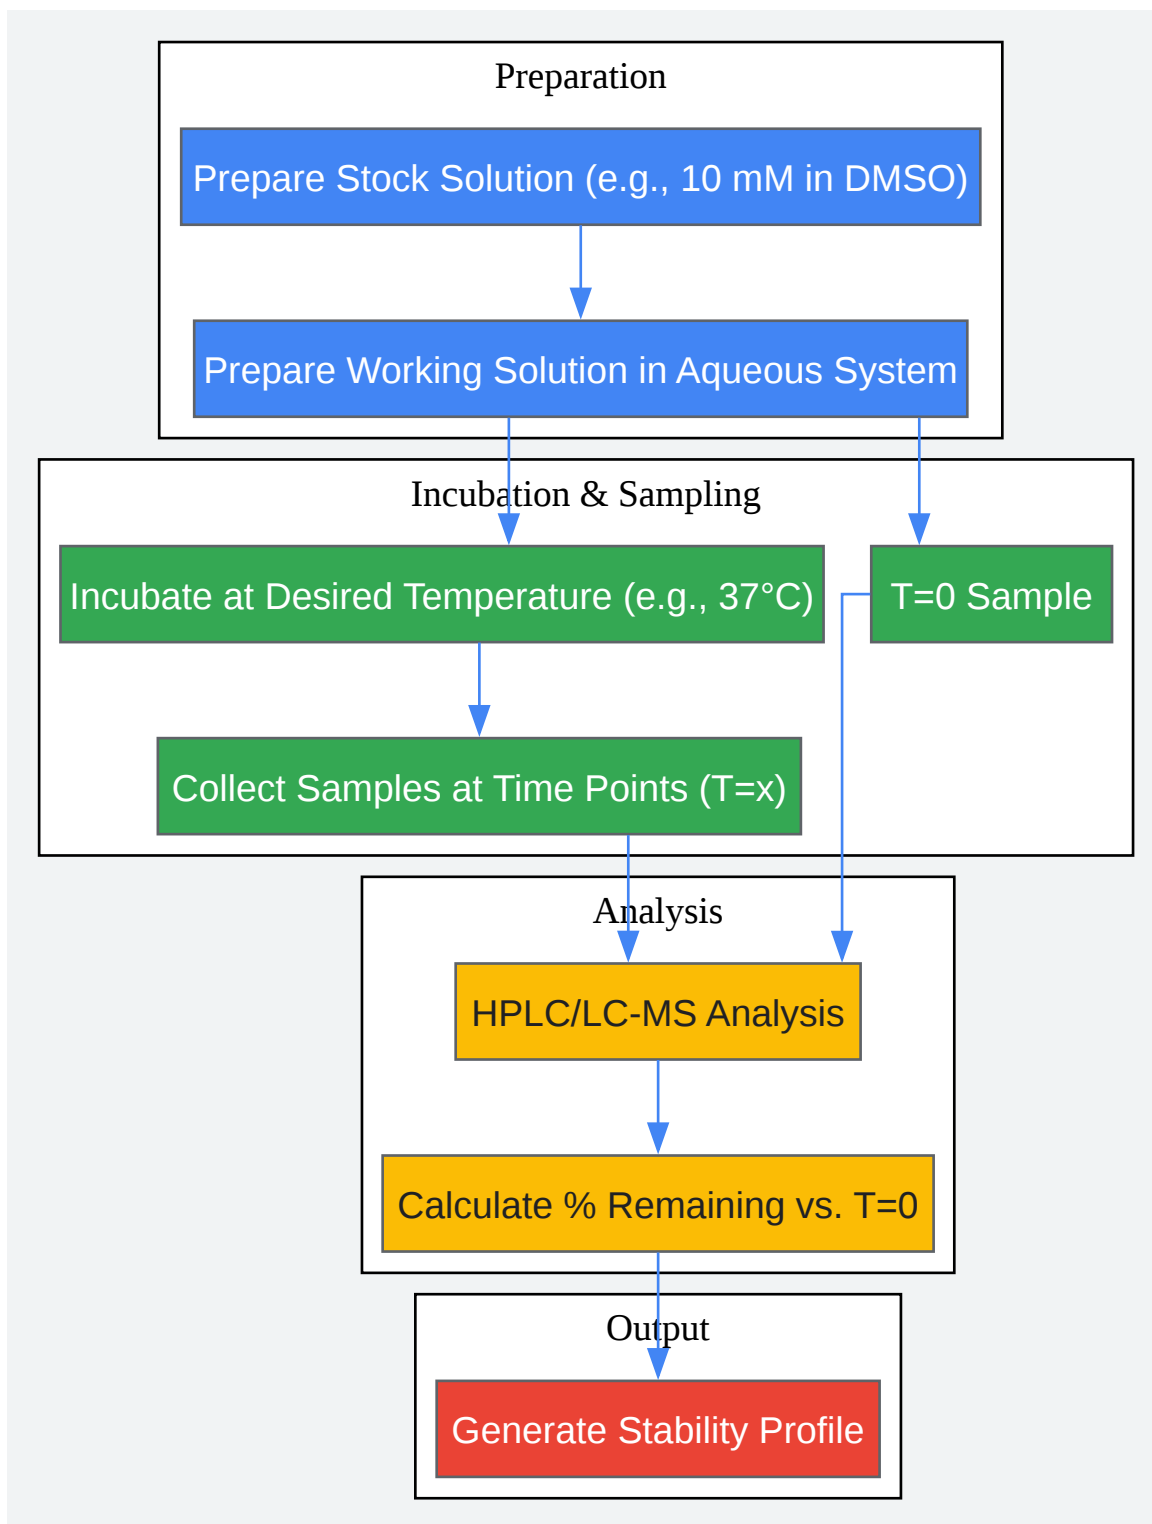 Preparation
Prepare Stock Solution (e.g., 10 mM in DMSO)
Prepare Working Solution in Aqueous System
Incubation & Sampling
Incubate at Desired Temperature (e.g., 37°C)
T=0 Sample
Collect Samples at Time Points (T=x)
Analysis
HPLC/LC-MS Analysis
Calculate % Remaining vs. T=0
Output
Generate Stability Profile